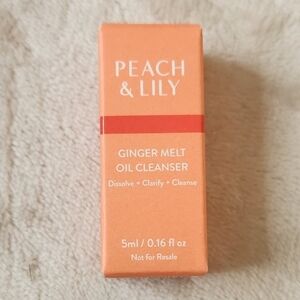 PEACH
& LILY
GINGER MELT
OIL CLEANSER
Dissolve + Clarify + Cleanse
5ml / 0.16 fl oz
Not for Resale